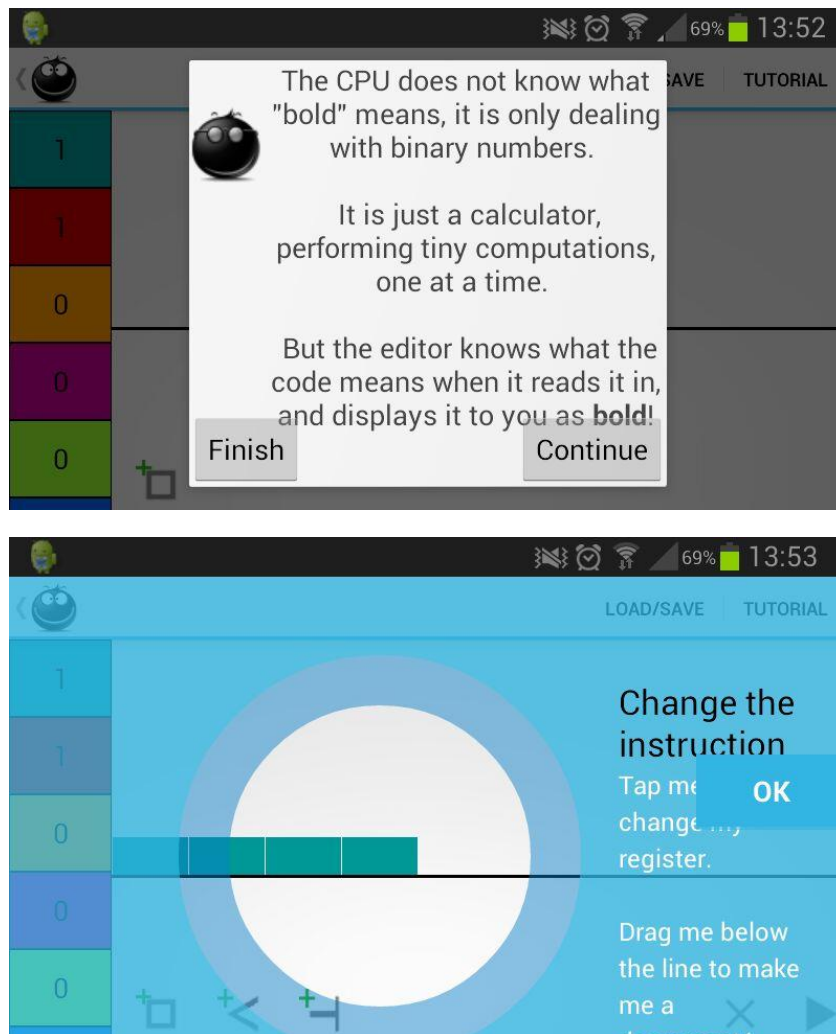 69% 13:52
SAVE TUTORIAL
The CPU does not know what
"bold" means, it is only dealing
with binary numbers.
It is just a calculator,
performing tiny computations,
one at a time.
But the editor knows what the
code means when it reads it in,
and displays it to you as bold!
Finish Continue
1
1
0
0
0
69% 13:53
LOAD/SAVE TUTORIAL
1
1
0
0
0
Change the
instruction
Tap me
OK
change my
register.
Drag me below
the line to make
me a